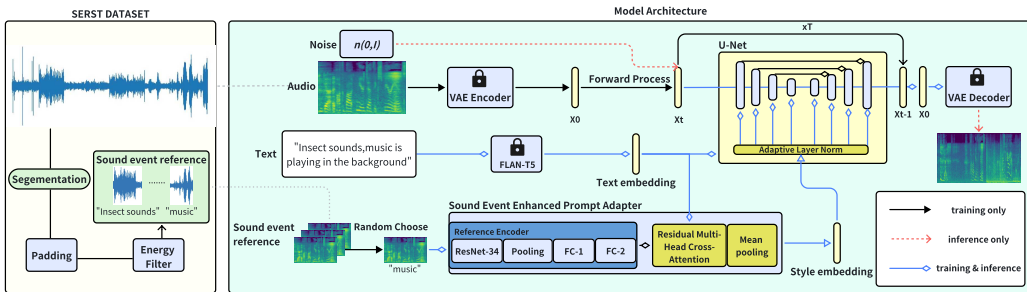 SERST DATASET
Sound event reference
Segementation
........
"Insect sounds"
"music"
Padding
Energy
Filter
Model Architecture
xT
Noise
n(0,I)
U-Net
Audio
VAE Encoder
Forward Process
X0
Xt
Xt-1
X0
VAE Decoder
Text
"Insect sounds,music is
playing in the background"
FLAN-T5
Text embedding
Adaptive Layer Norm
Sound Event Enhanced Prompt Adapter
Sound event
reference
Random Choose
"music"
Reference Encoder
ResNet-34
Pooling
FC-1
FC-2
Residual Multi-
Head Cross-
Attention
Mean
pooling
Style embedding
training only
inference only
training & inference